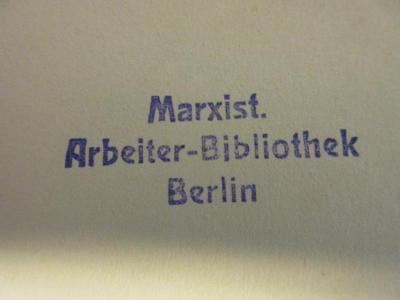 Marxist.
Arbeiter-Bibliothek
Berlin